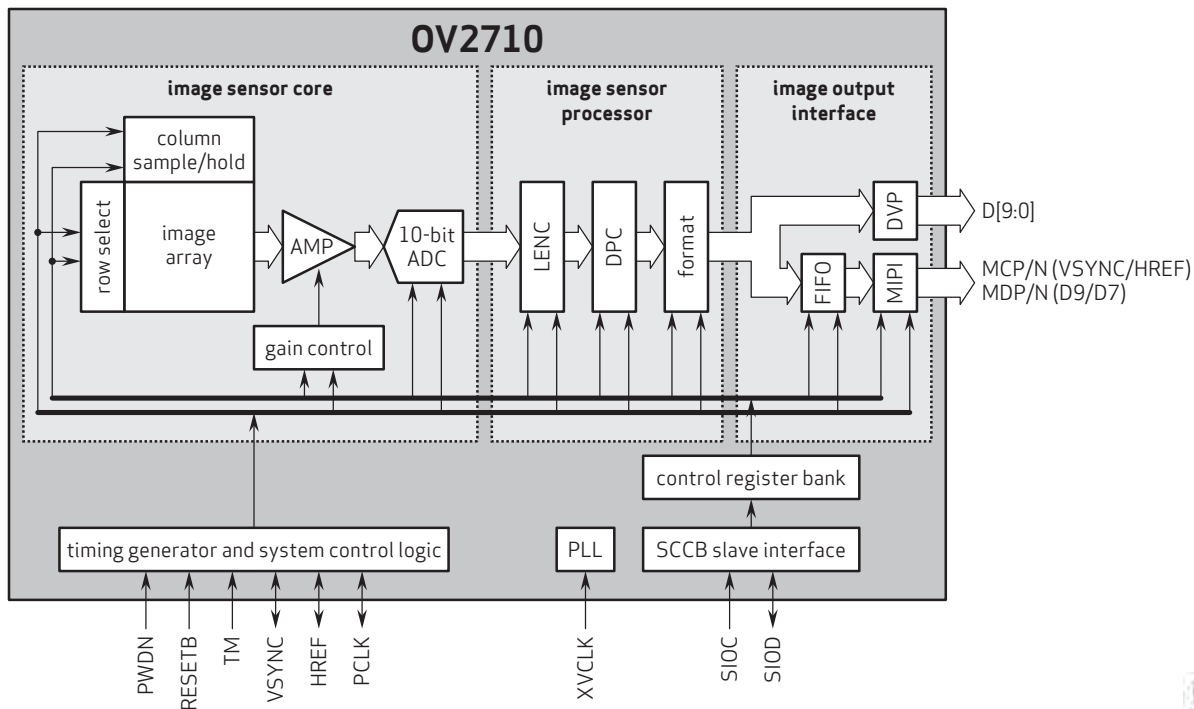 OV2710
image sensor core
image sensor
processor
image output
interface
column
sample/hold
row select
image
array
AMP
10-bit
ADC
gain control
LENC
DPC
format
DVP
FIFO
MIPI
D[9:0]
MCP/N (VSYNC/HREF)
MDP/N (D9/D7)
control register bank
timing generator and system control logic
PLL
SCCB slave interface
PWDN
RESETB
TM
VSYNC
HREF
PCLK
XVCLK
SIOC
SIOD